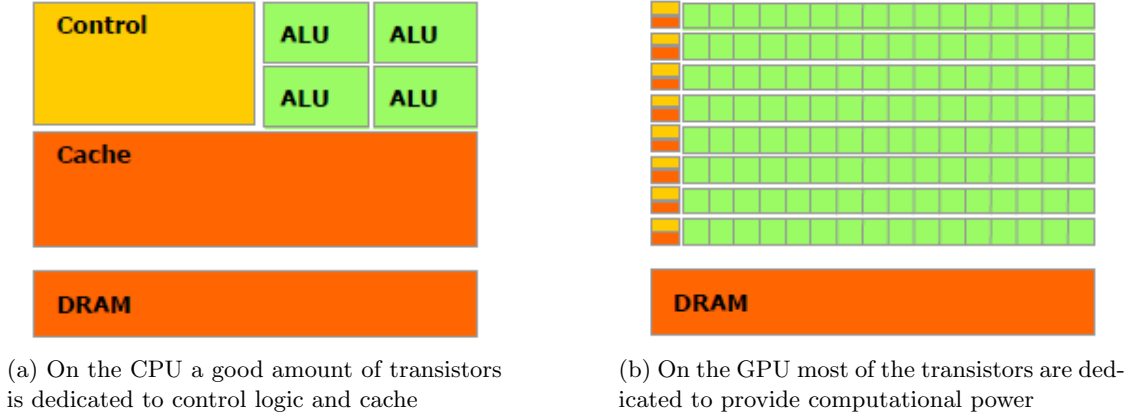 Control
ALU
ALU
ALU
ALU
Cache
DRAM
DRAM
(a) On the CPU a good amount of transistors
is dedicated to control logic and cache
(b) On the GPU most of the transistors are ded-
icated to provide computational power